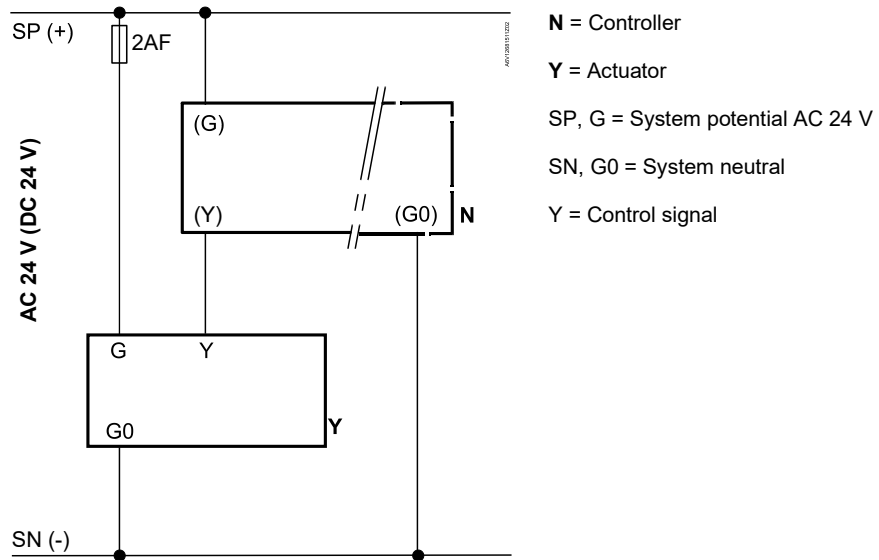 SP (+)
2AF
(G)
(Y)
(G0)
N
AC 24 V (DC 24 V)
G
Y
G0
Y
SN (-)
N = Controller
Y = Actuator
SP, G = System potential AC 24 V
SN, G0 = System neutral
Y = Control signal